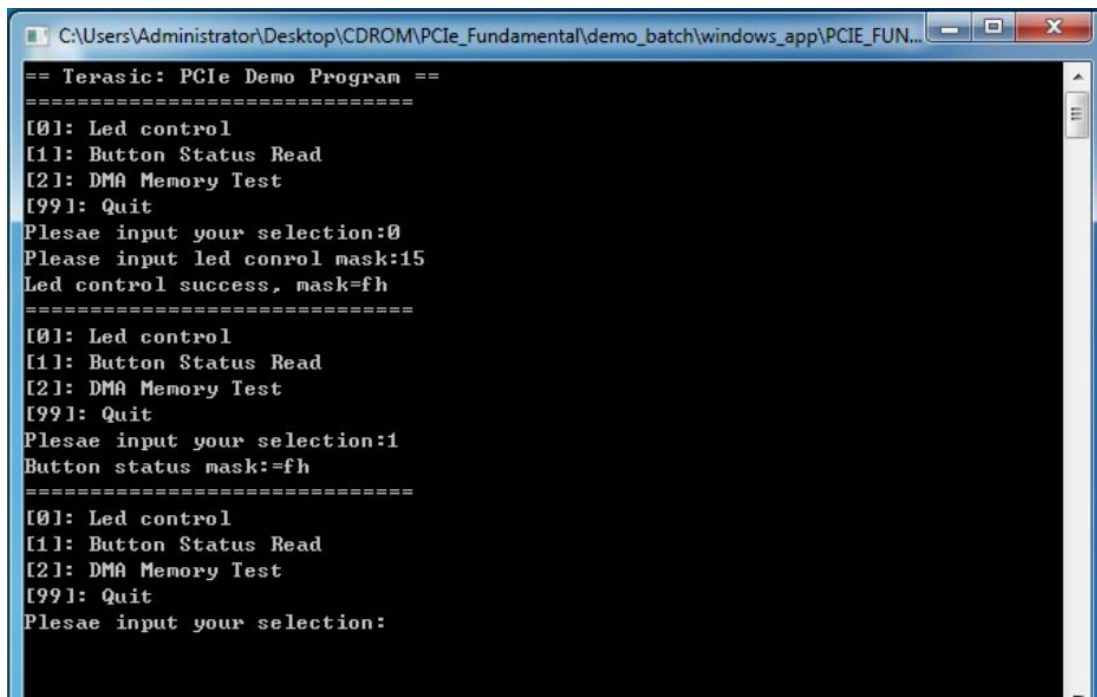 C:\Users\Administrator\Desktop\CDROM\PCIe_Fundamental\demo_batch\windows_app\PCIE_FUN...
== Terasic: PCIe Demo Program ==
==============================
[0]: Led control
[1]: Button Status Read
[2]: DMA Memory Test
[99]: Quit
Plesae input your selection:0
Please input led conrol mask:15
Led control success, mask=fh
==============================
[0]: Led control
[1]: Button Status Read
[2]: DMA Memory Test
[99]: Quit
Plesae input your selection:1
Button status mask:=fh
==============================
[0]: Led control
[1]: Button Status Read
[2]: DMA Memory Test
[99]: Quit
Plesae input your selection: